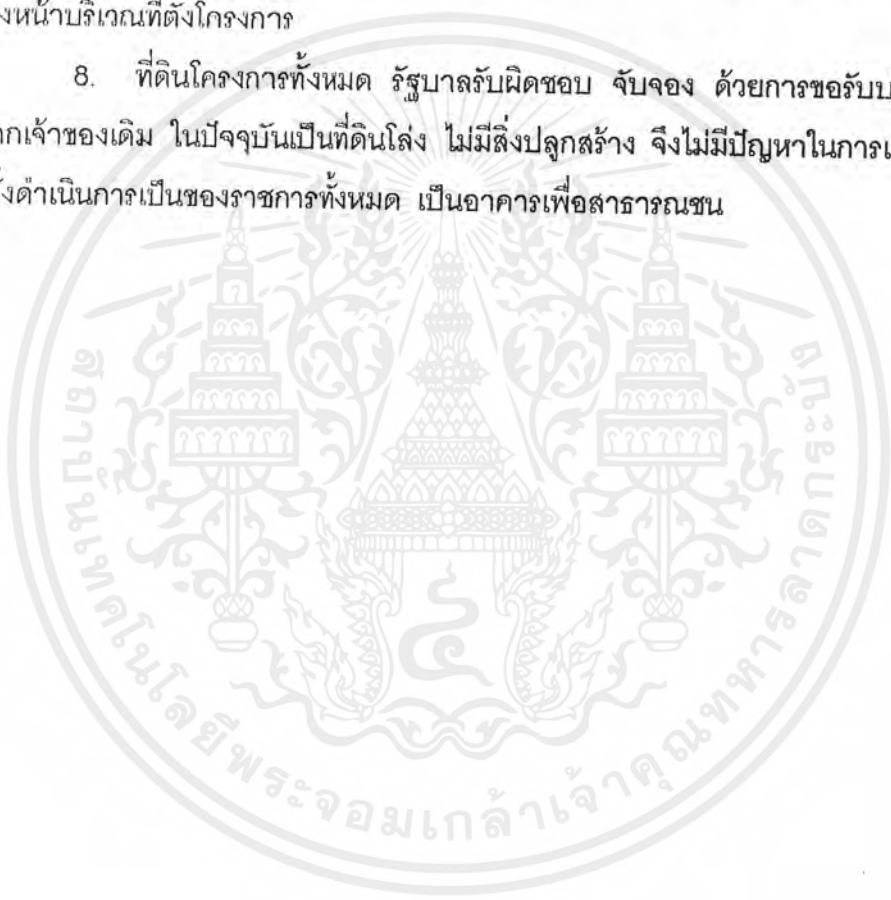 งหน้าบริเวณที่ตั้งโครงการ
8. ที่ดินโครงการทั้งหมด รัฐบาลรับผิดชอบ จับจอง ด้วยการขอรับบ
ากเจ้าของเดิม ในปัจจุบันเป็นที่ดินโล่ง ไม่มีสิ่งปลูกสร้าง จึงไม่มีปัญหาในการเ
ั้งดำเนินการเป็นของราชการทั้งหมด เป็นอาคารเพื่อสาธารณชน
สถาบันเทคโนโลยีพระจอมเกล้าเจ้าคุณทหารลาดกระบัง
๔